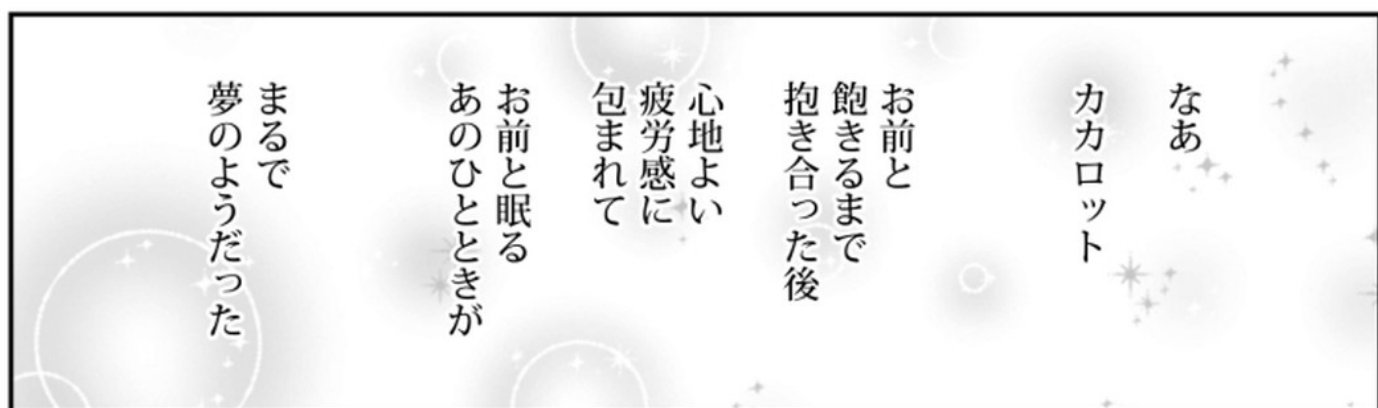 なあ
カカロット
お前と
飽きるまで
抱き合った後
心地よい
疲労感に
包まれて
お前と眠る
あのひとときが
まるで
夢のようだった